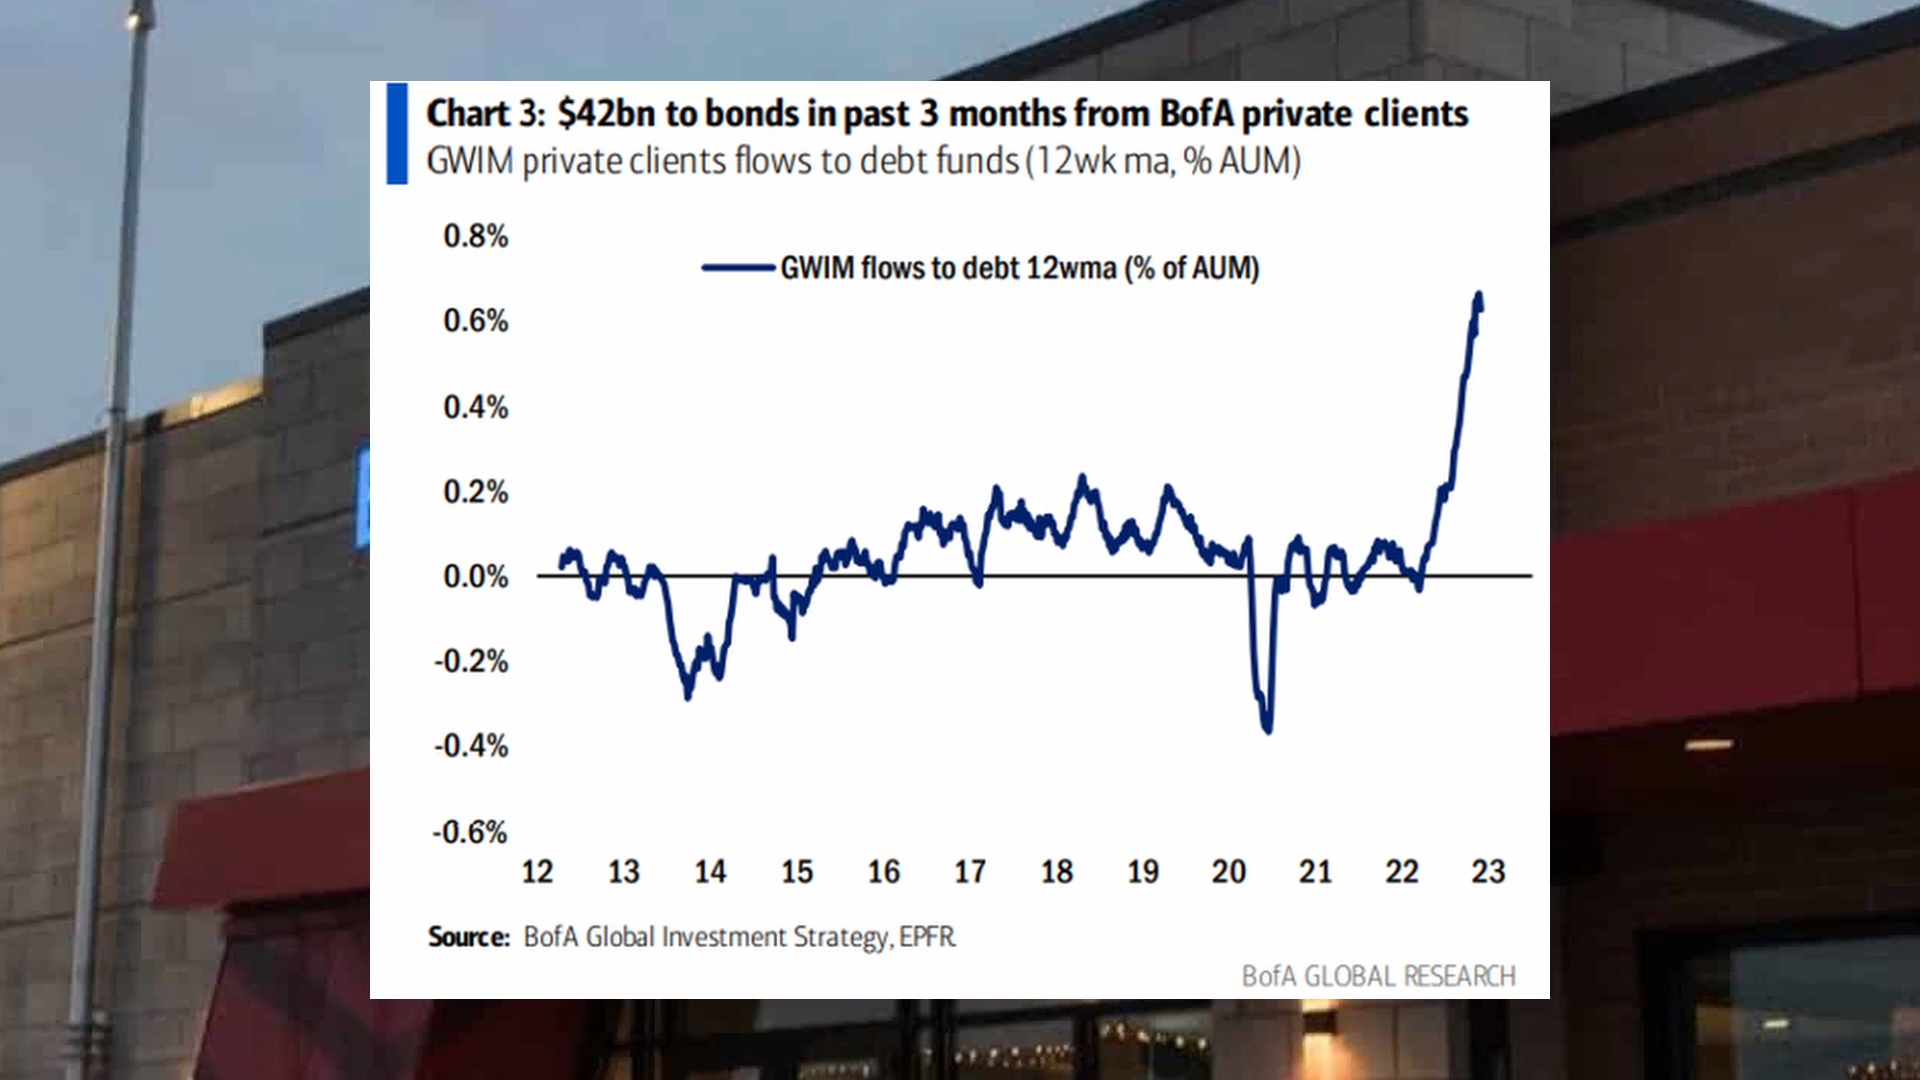 Chart 3: $42bn to bonds in past 3 months from BofA private clients
GWIM private clients flows to debt funds (12wk ma, % AUM)
0.8%
GWIM flows to debt 12wma (% of AUM)
0.6%
0.4%
0.2%
0.0%
-0.2%
-0.4%
-0.6%
12 13 14 15 16 17 18 19 20 21 22 23
Source: BofA Global Investment Strategy, EPFR
BofA GLOBAL RESEARCH